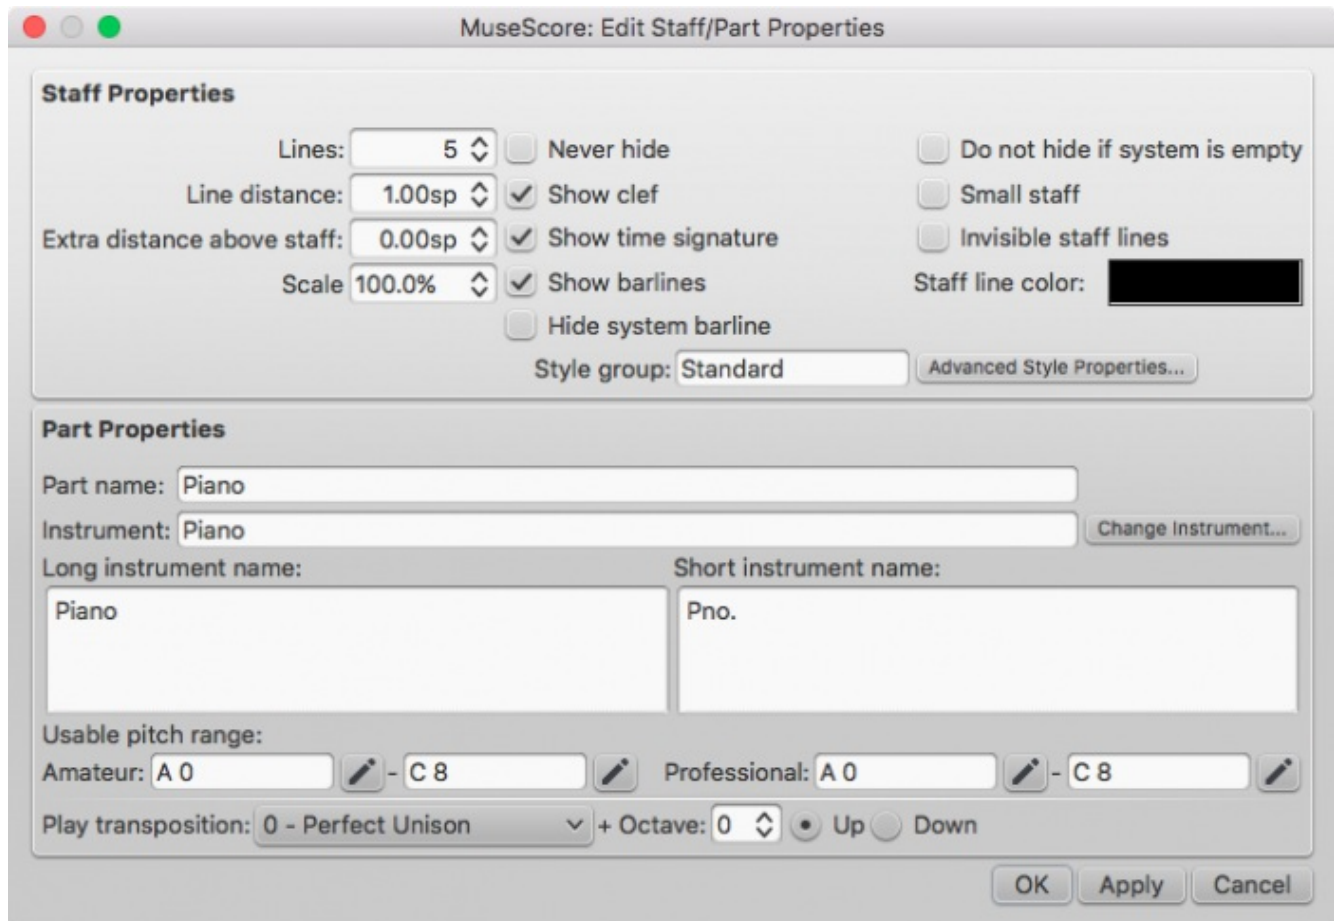 MuseScore: Edit Staff/Part Properties
Staff Properties
Lines: 5 Never hide Do not hide if system is empty
Line distance: 1.00sp Show clef Small staff
Extra distance above staff: 0.00sp Show time signature Invisible staff lines
Scale 100.0% Show barlines Staff line color:
Hide system barline
Style group: Standard Advanced Style Properties...
Part Properties
Part name: Piano
Instrument: Piano Change Instrument...
Long instrument name: Short instrument name:
Piano Pno.
Usable pitch range:
Amateur: A 0 - C 8 Professional: A 0 - C 8
Play transposition: 0 - Perfect Unison + Octave: 0 Up Down
OK Apply Cancel